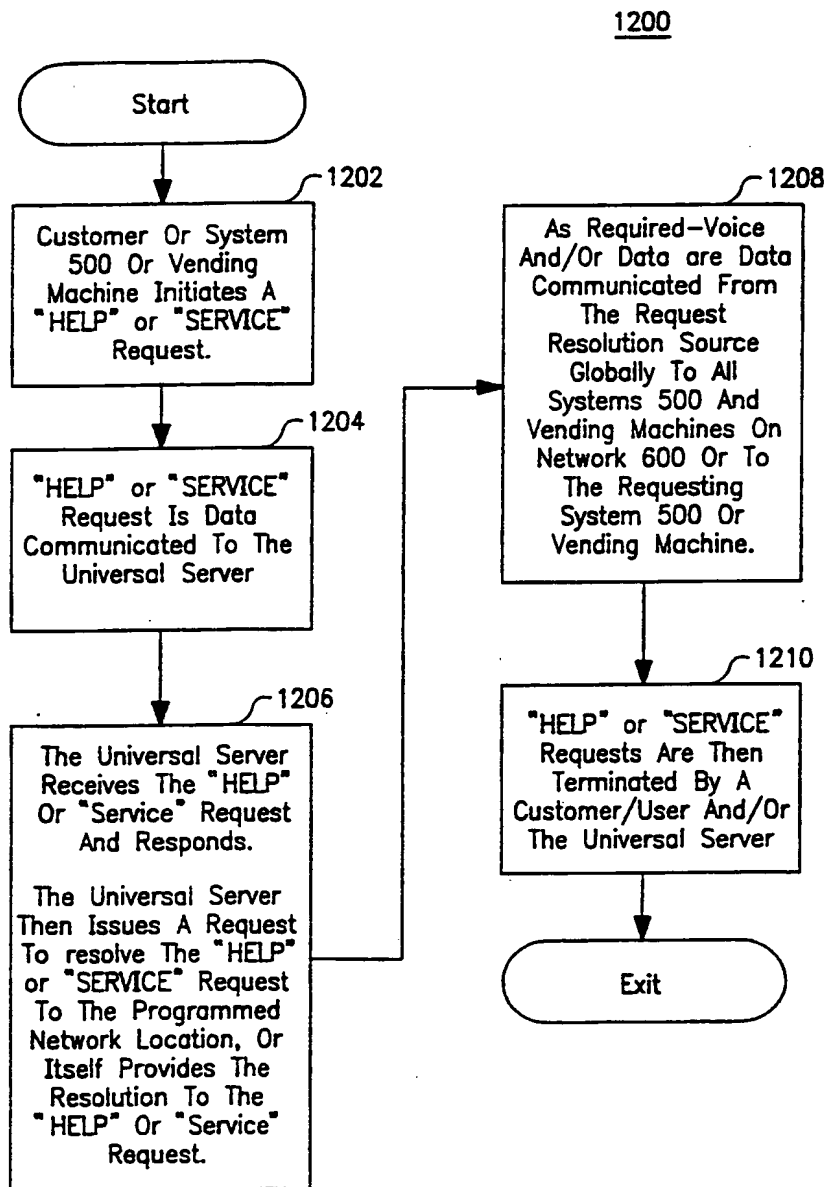 1200
Start
1202
Customer Or System
500 Or Vending
Machine Initiates A
"HELP" or "SERVICE"
Request.
1204
"HELP" or "SERVICE"
Request Is Data
Communicated To The
Universal Server
1206
The Universal Server
Receives The "HELP"
Or "Service" Request
And Responds.
The Universal Server
Then Issues A Request
To resolve The "HELP"
or "SERVICE" Request
To The Programmed
Network Location, Or
Itself Provides The
Resolution To The
"HELP" Or "Service"
Request.
1208
As Required-Voice
And/Or Data are Data
Communicated From
The Request
Resolution Source
Globally To All
Systems 500 And
Vending Machines On
Network 600 Or To
The Requesting
System 500 Or
Vending Machine.
1210
"HELP" or "SERVICE"
Requests Are Then
Terminated By A
Customer/User And/Or
The Universal Server
Exit